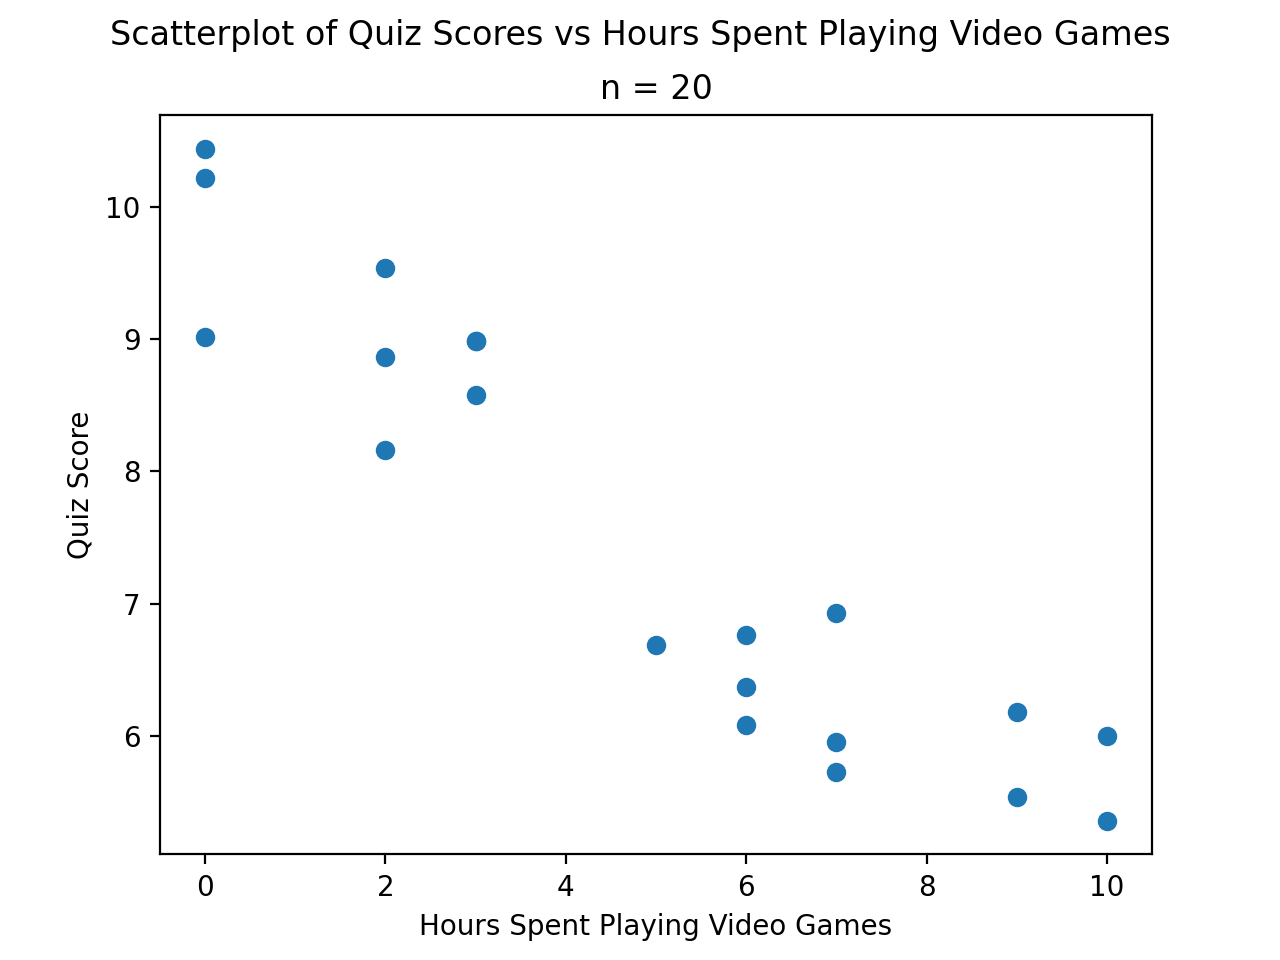 Scatterplot of Quiz Scores vs Hours Spent Playing Video Games
n = 20
Quiz Score
10
9
8
7
6
0 2 4 6 8 10
Hours Spent Playing Video Games